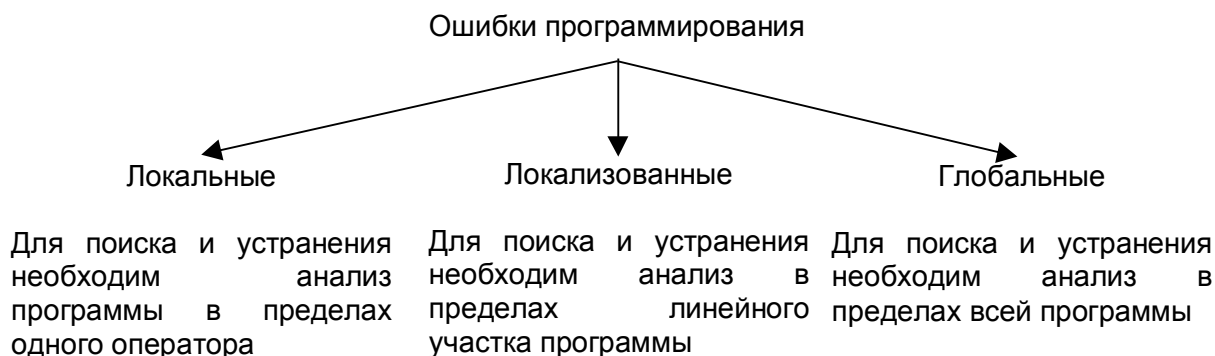 Ошибки программирования
Локальные
Локализованные
Глобальные
Для поиска и устранения
необходим анализ
программы в пределах
одного оператора
Для поиска и устранения
необходим анализ в
пределах линейного
участка программы
Для поиска и устранения
необходим анализ в
пределах всей программы